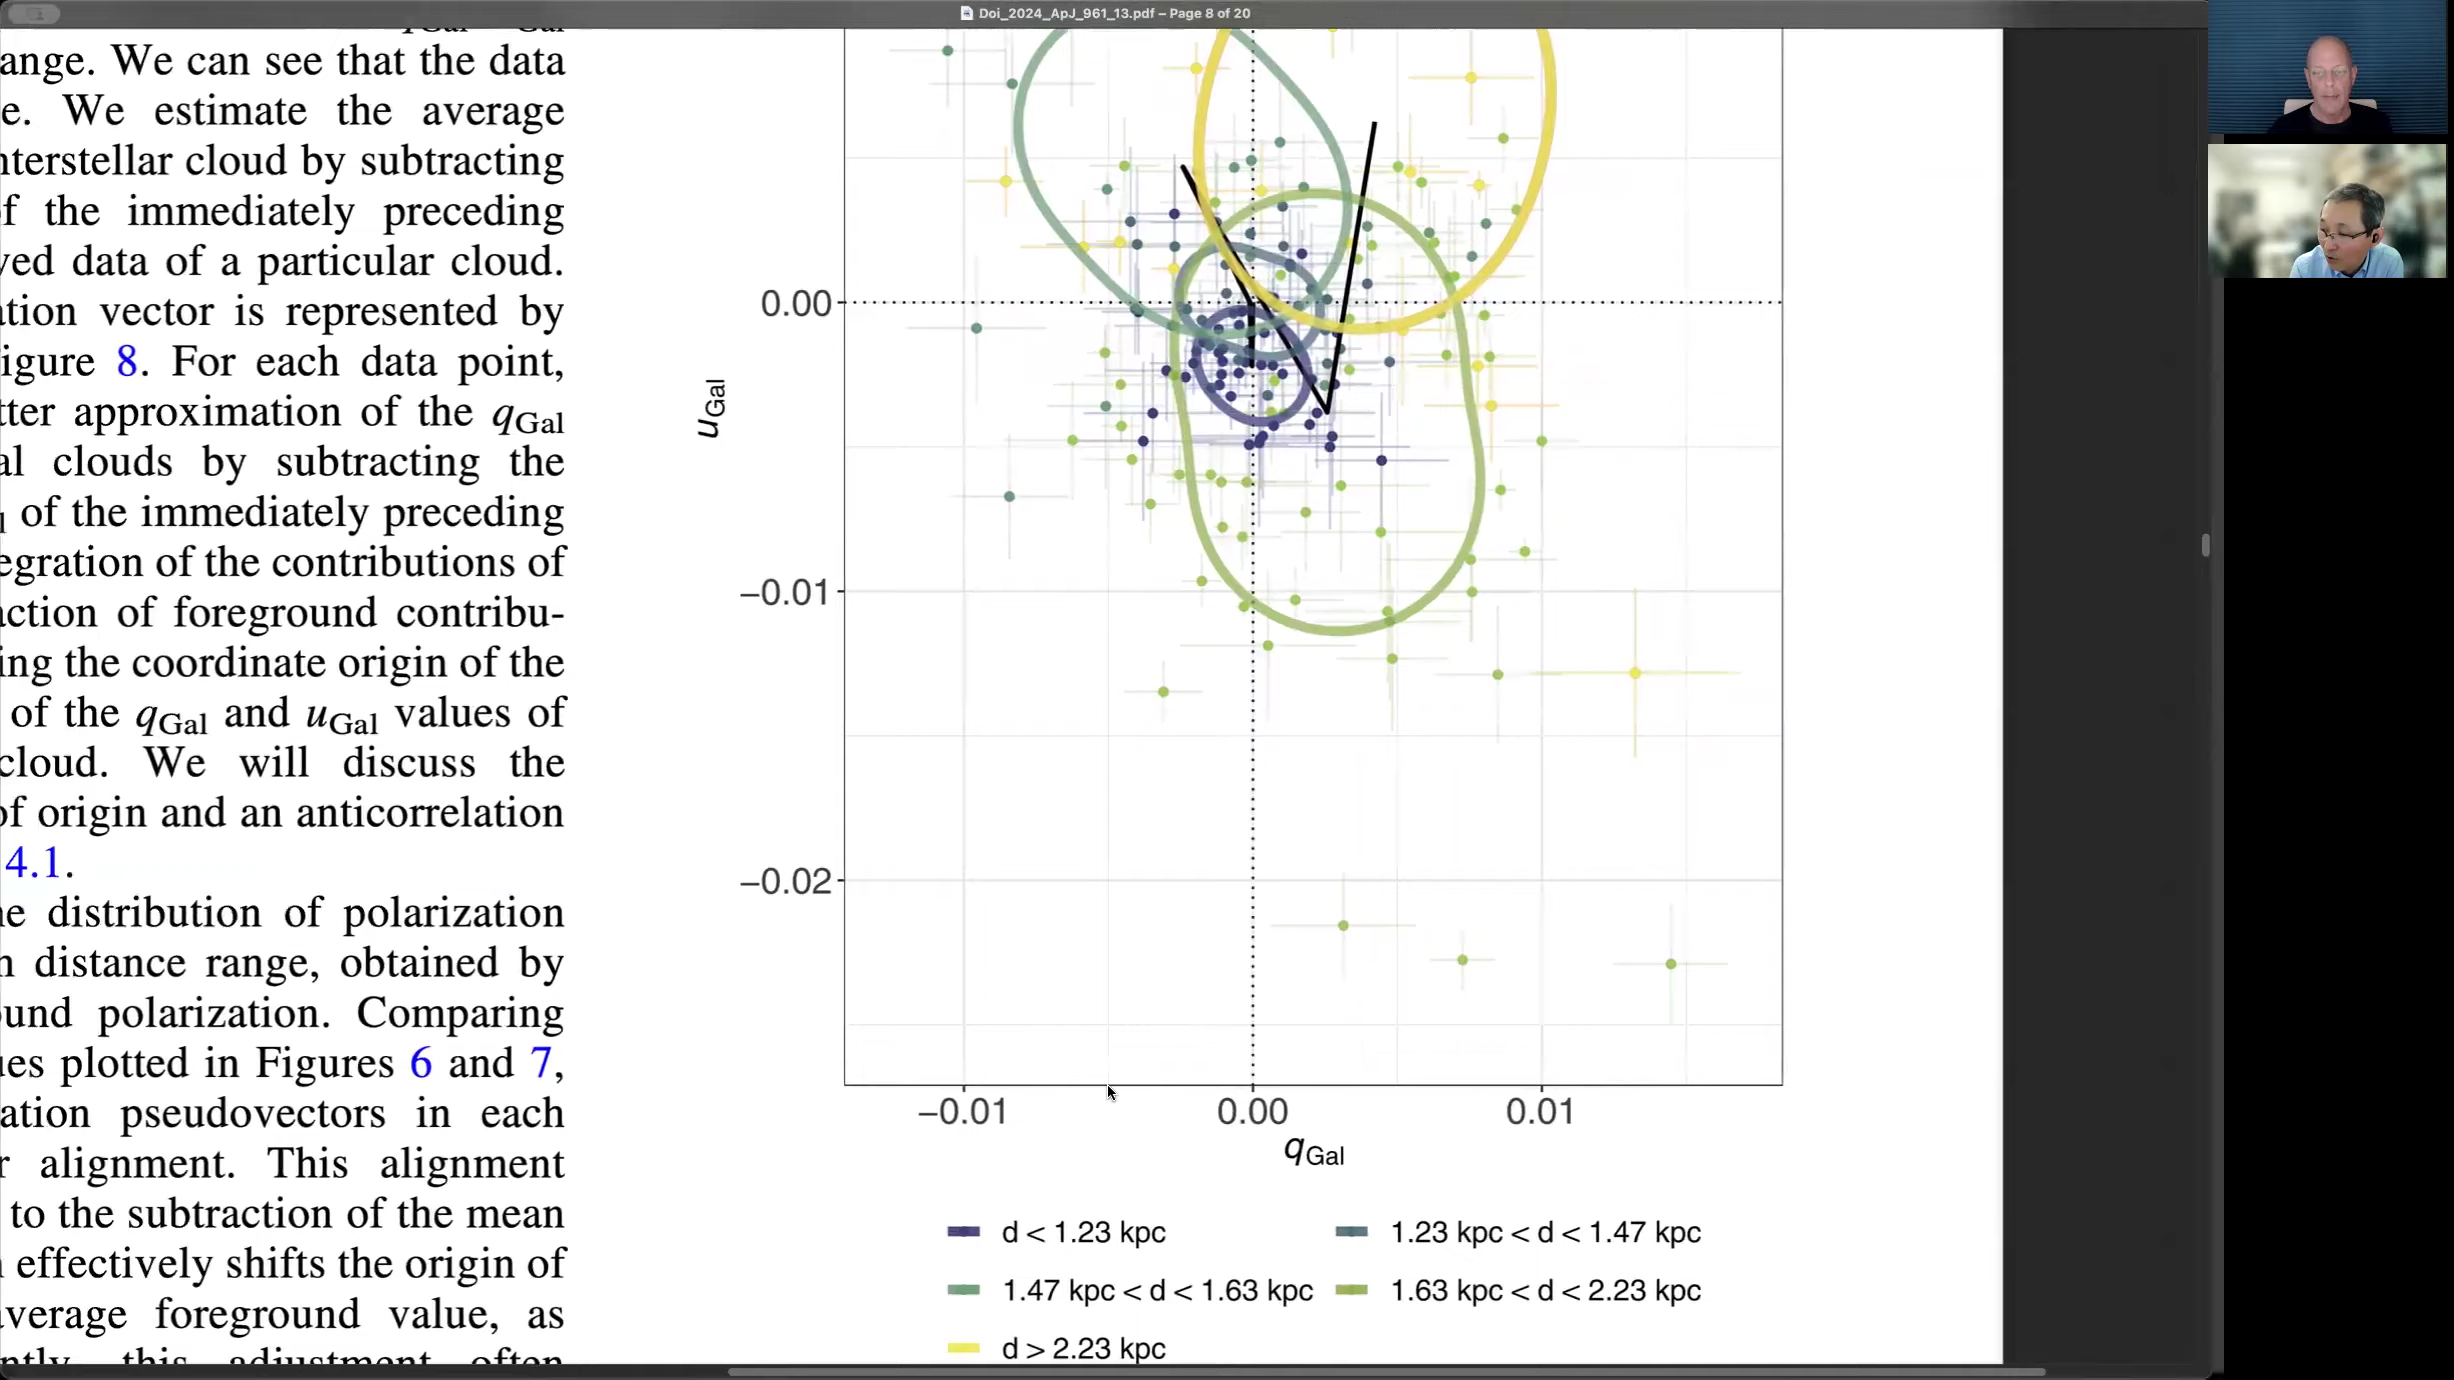 Doi_2024_ApJ_961_13.pdf – Page 8 of 20
ange. We can see that the data
e. We estimate the average
nterstellar cloud by subtracting
f the immediately preceding
ved data of a particular cloud.
ation vector is represented by
igure 8. For each data point,
tter approximation of the qGal
al clouds by subtracting the
l of the immediately preceding
egration of the contributions of
action of foreground contribu-
ing the coordinate origin of the
of the qGal and uGal values of
cloud. We will discuss the
of origin and an anticorrelation
4.1.
he distribution of polarization
n distance range, obtained by
ound polarization. Comparing
ues plotted in Figures 6 and 7,
ation pseudovectors in each
r alignment. This alignment
to the subtraction of the mean
n effectively shifts the origin of
verage foreground value, as
ntly, this adjustment often
0.00
uGal
−0.01
−0.02
−0.01 0.00 0.01
qGal
d < 1.23 kpc 1.23 kpc < d < 1.47 kpc
1.47 kpc < d < 1.63 kpc 1.63 kpc < d < 2.23 kpc
d > 2.23 kpc